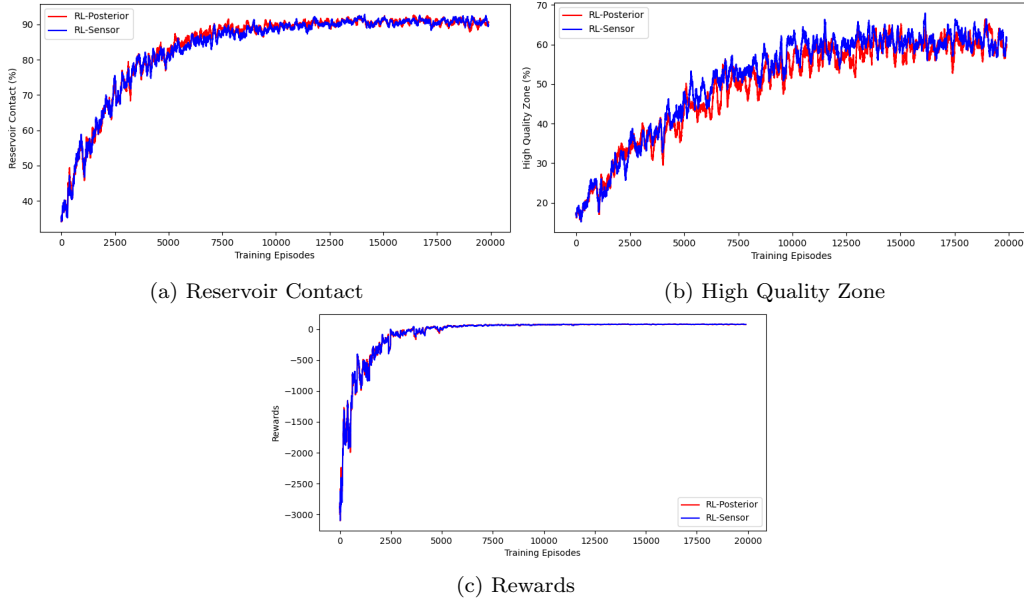 RL-Posterior
RL-Sensor
Reservoir Contact (%)
90
80
70
60
50
40
0 2500 5000 7500 10000 12500 15000 17500 20000
Training Episodes
(a) Reservoir Contact
RL-Posterior
RL-Sensor
High Quality Zone (%)
70
60
50
40
30
20
0 2500 5000 7500 10000 12500 15000 17500 20000
Training Episodes
(b) High Quality Zone
Rewards
0
−500
−1000
−1500
−2000
−2500
−3000
RL-Posterior
RL-Sensor
0 2500 5000 7500 10000 12500 15000 17500 20000
Training Episodes
(c) Rewards